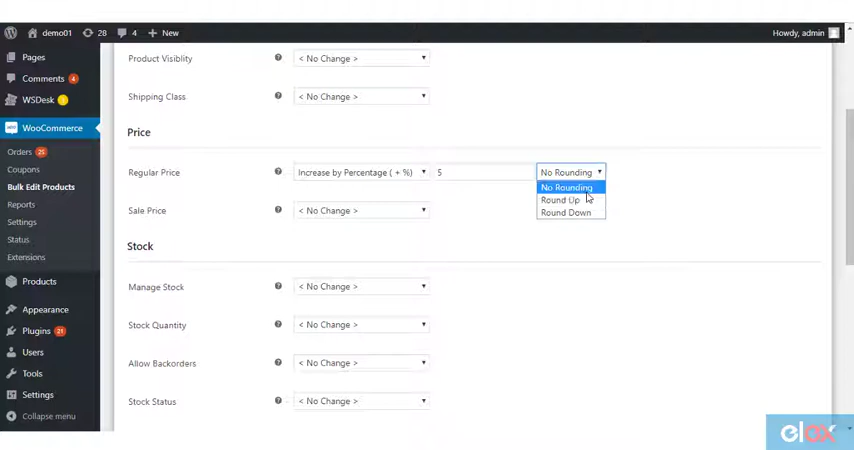 demo01 28 4 + New Howdy, admin
Pages
Comments 4
WSDesk 1
WooCommerce
Orders 25
Coupons
Bulk Edit Products
Reports
Settings
Status
Extensions
Products
Appearance
Plugins 21
Users
Tools
Settings
Collapse menu
Product Visiblity < No Change >
Shipping Class < No Change >
Price
Regular Price Increase by Percentage ( + %) 5 No Rounding
No Rounding
Round Up
Round Down
Sale Price < No Change >
Stock
Manage Stock < No Change >
Stock Quantity < No Change >
Allow Backorders < No Change >
Stock Status < No Change >
elax